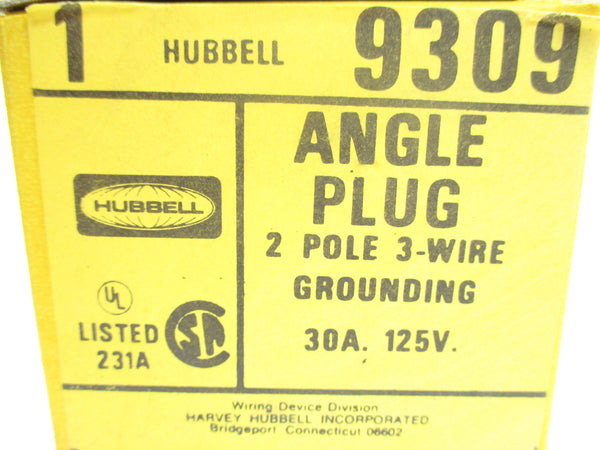 1 HUBBELL 9309
ANGLE
PLUG
2 POLE 3-WIRE
GROUNDING
30A. 125V.
HUBBELL
UL
LISTED
231A
SA
Wiring Device Division
HARVEY HUBBELL INCORPORATED
Bridgeport Connecticut 06602